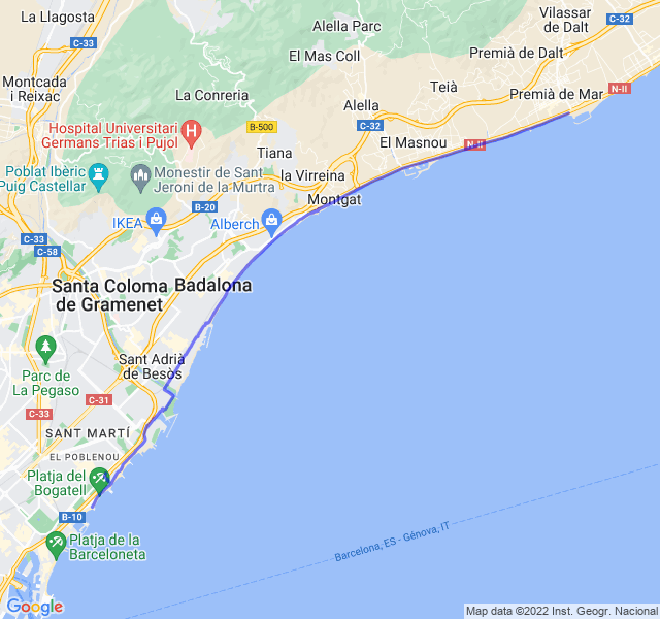 La Llagosta
Alella Parc
Vilassar
de Dalt
C-32
C-33
El Mas Coll
Premià de Dalt
Montcada
i Reixac
Teià
N-II
La Conreria
Premià de Mar
Alella
Hospital Universitari
Germans Trias i Pujol
B-500
C-32
El Masnou
N-II
Tiana
Poblat Ibèric
Puig Castellar
Monestir de Sant
Jeroni de la Murtra
la Virreina
Montgat
B-20
IKEA
Alberch
C-33
C-58
Santa Coloma
de Gramenet
Badalona
Sant Adrià
de Besòs
Parc de
La Pegaso
C-31
C-33
SANT MARTÍ
EL POBLENOU
Platja del
Bogatell
B-10
Platja de la
Barceloneta
Barcelona, ES - Gênova, IT
Google
Map data ©2022 Inst. Geogr. Nacional